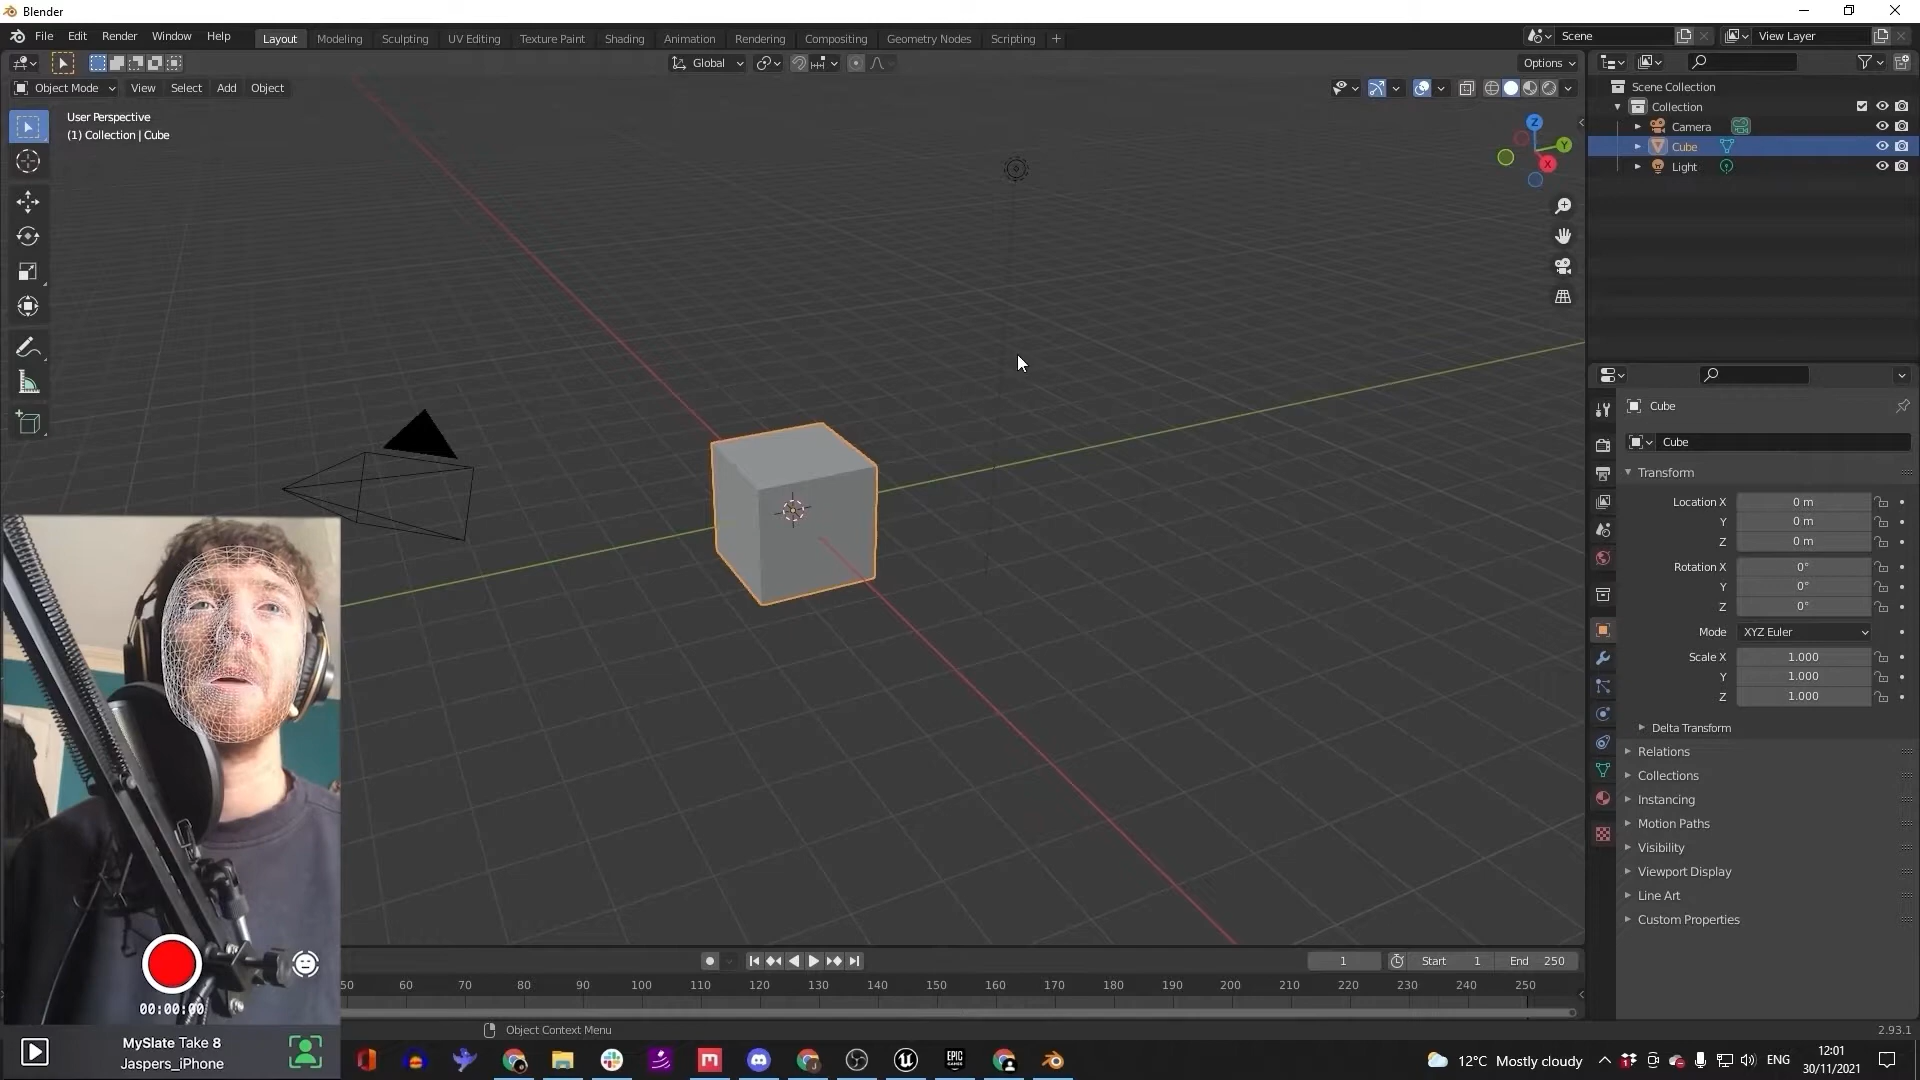 Blender
File Edit Render Window Help Layout Modeling Sculpting UV Editing Texture Paint Shading Animation Rendering Compositing Geometry Nodes Scripting + Scene View Layer
Global Options
Object Mode View Select Add Object
User Perspective
(1) Collection | Cube
Z
Y
X
Scene Collection
Collection
Camera
Cube
Light
Cube
Cube
Transform
Location X 0 m
Y 0 m
Z 0 m
Rotation X 0°
Y 0°
Z 0°
Mode XYZ Euler
Scale X 1.000
Y 1.000
Z 1.000
Delta Transform
Relations
Collections
Instancing
Motion Paths
Visibility
Viewport Display
Line Art
Custom Properties
1 Start 1 End 250
50 60 70 80 90 100 110 120 130 140 150 160 170 180 190 200 210 220 230 240 250
Object Context Menu
2.93.1
00:00:00
MySlate Take 8
Jaspers_iPhone
EPIC
GAMES
12°C Mostly cloudy
ENG
12:01
30/11/2021